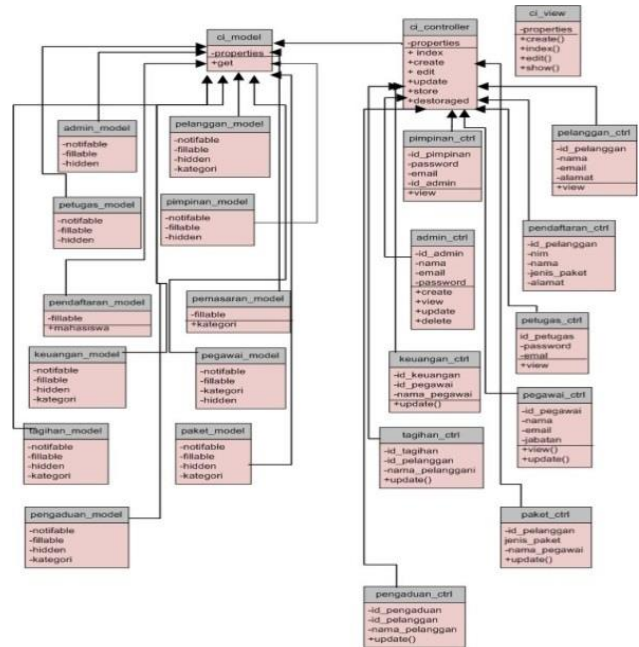 ci_model
-properties
+get
ci_controller
-properties
+ index
+create
+ edit
+update
+store
+destoraged
ci_view
-properties
+create()
+index()
+edit()
+show()
admin_model
-notifable
-fillable
-hidden
pelanggan_model
-notifable
-fillable
-hidden
-kategori
petugas_model
-notifable
-fillable
-hidden
pimpinan_model
-notifable
-fillable
-hidden
pendaftaran_model
-fillable
+mahasiswa
pemasaran_model
-fillable
+kategori
keuangan_model
-notifable
-fillable
-hidden
-kategori
pegawai_model
-notifable
-fillable
-kategori
-hidden
tagihan_model
-notifable
-fillable
-hidden
-kategori
paket_model
-notifable
-fillable
-hidden
-kategori
pengaduan_model
-notifable
-fillable
-hidden
-kategori
pimpinan_ctrl
-id_pimpinan
-password
-email
-id_admin
+view
pelanggan_ctrl
-id_pelanggan
-nama
-email
-alamat
+view
admin_ctrl
-id_admin
-nama
-email
-password
+create
+view
+update
+delete
pendaftaran_ctrl
-id_pelanggan
-nim
-nama
-jenis_paket
-alamat
petugas_ctrl
id_petugas
-password
-emal
+view
keuangan_ctrl
-id_keuangan
-id_pegawai
-nama_pegawai
+update()
pegawai_ctrl
-id_pegawai
-nama
-email
-jabatan
+view()
+update()
tagihan_ctrl
-id_tagihan
-id_pelanggan
-nama_pelanggani
+update()
paket_ctrl
-id_pelanggan
jenis_paket
-nama_pegawai
+update()
pengaduan_ctrl
-id_pengaduan
-id_pelanggan
-nama_pelanggan
+update()